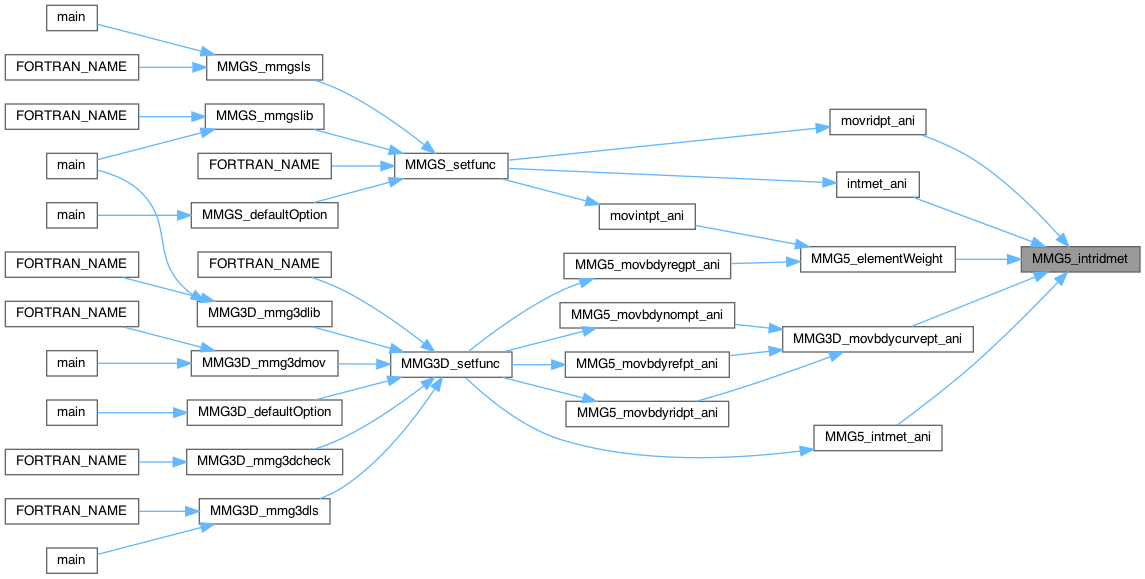 main
FORTRAN_NAME
MMGS_mmgsls
FORTRAN_NAME
MMGS_mmgslib
main
FORTRAN_NAME
MMGS_setfunc
main
MMGS_defaultOption
movridpt_ani
intmet_ani
movintpt_ani
MMG5_elementWeight
MMG5_intridmet
FORTRAN_NAME
FORTRAN_NAME
MMG5_movbdyregpt_ani
MMG3D_mmg3dlib
FORTRAN_NAME
MMG5_movbdynompt_ani
MMG3D_movbdycurvept_ani
main
MMG3D_mmg3dmov
MMG3D_setfunc
MMG5_movbdyrefpt_ani
main
MMG3D_defaultOption
MMG5_movbdyridpt_ani
MMG5_intmet_ani
FORTRAN_NAME
MMG3D_mmg3dcheck
FORTRAN_NAME
MMG3D_mmg3dls
main